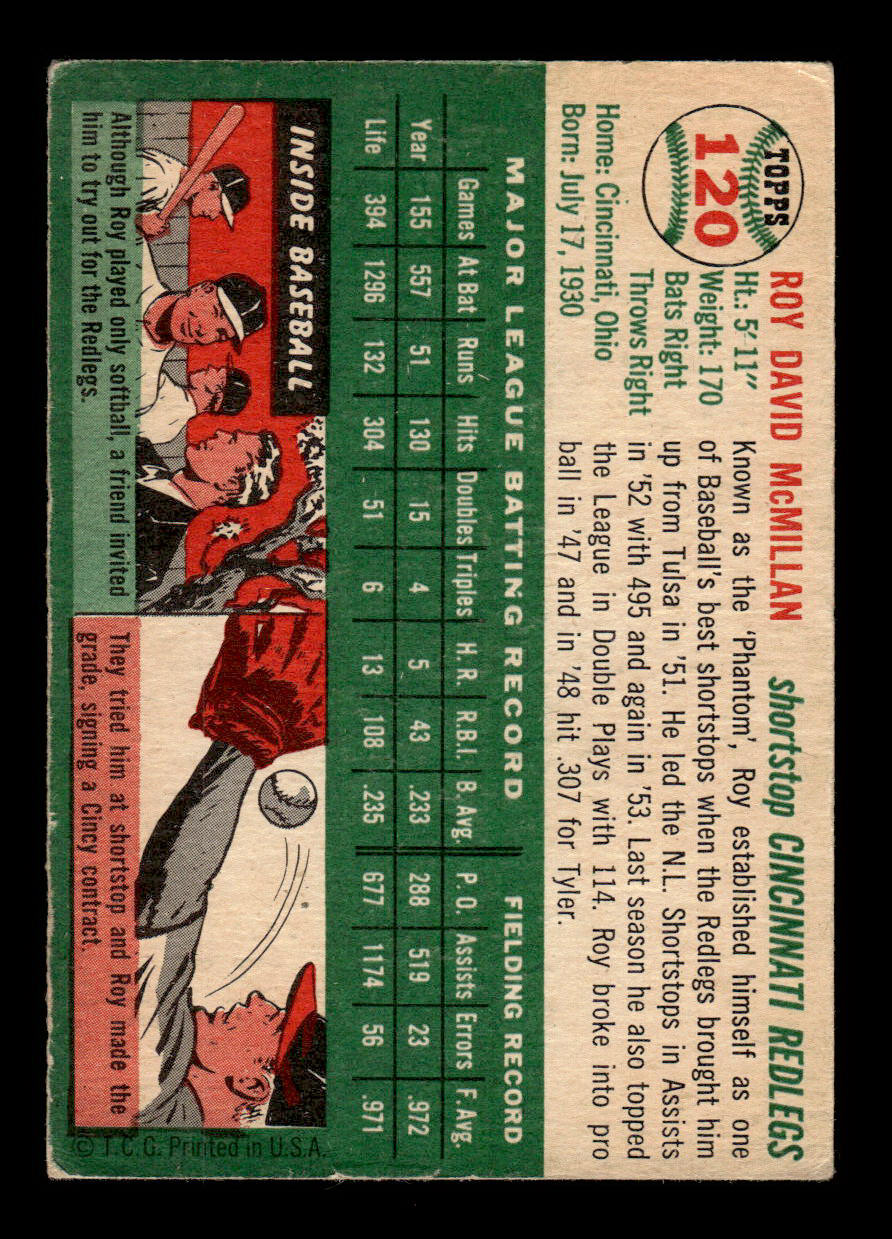 TOPPS
120
ROY DAVID McMILLAN shortstop CINCINNATI REDLEGS
Ht.: 5'-11"
Weight: 170
Bats Right
Throws Right
Home: Cincinnati, Ohio
Born: July 17, 1930
Known as the 'Phantom', Roy established himself as one
of Baseball's best shortstops when the Redlegs brought him
up from Tulsa in '51. He led the N.L. Shortstops in Assists
in '52 with 495 and again in '53. Last season he also topped
the League in Double Plays with 114. Roy broke into pro
ball in '47 and in '48 hit .307 for Tyler.
MAJOR LEAGUE BATTING RECORD FIELDING RECORD
Games At Bat Runs Hits Doubles Triples H. R. R.B.I. B. Avg. P. O. Assists Errors F. Avg.
Year 155 557 51 130 15 4 5 43 .233 288 519 23 .972
Life 394 1296 132 304 51 6 13 108 .235 677 1174 56 .971
INSIDE BASEBALL
Although Roy played only softball, a friend invited
him to try out for the Redlegs.
They tried him at shortstop and Roy made the
grade, signing a Cincy contract.
© T.C.G. Printed in U.S.A.